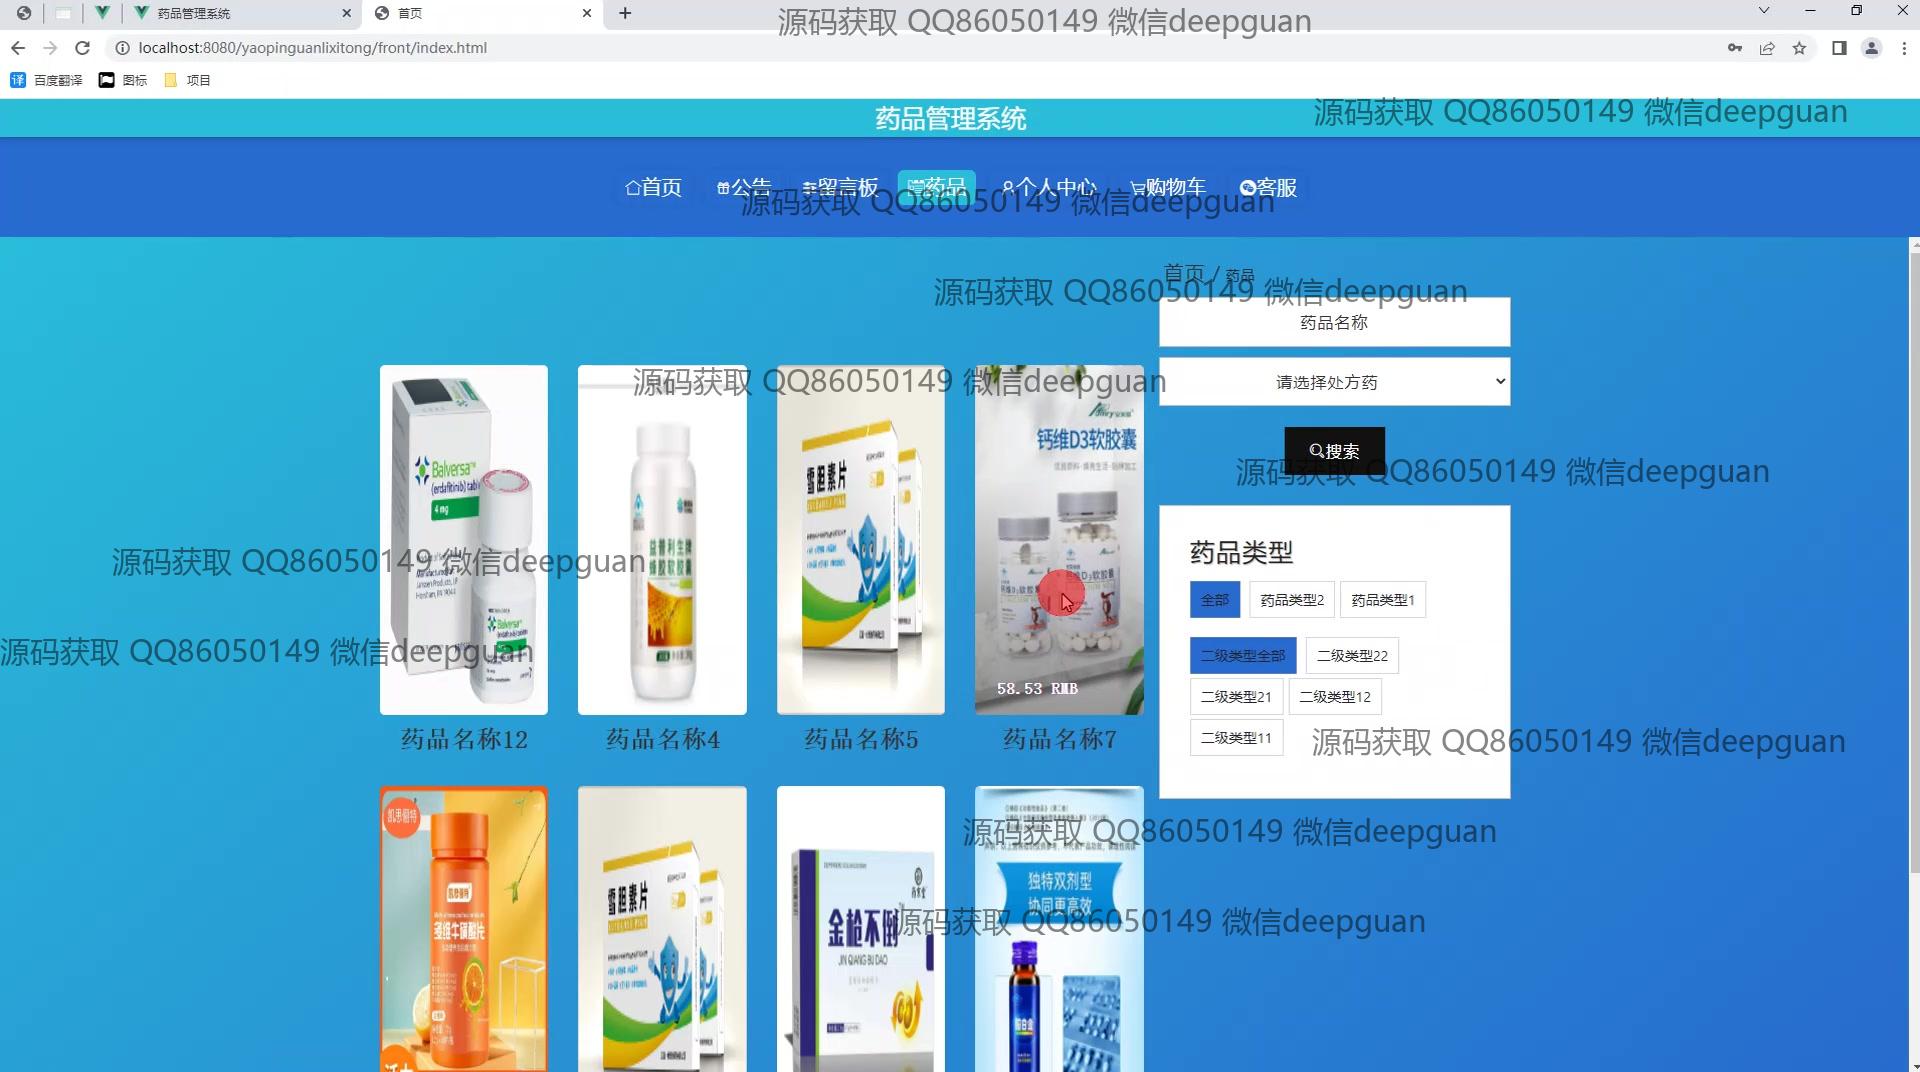 药品管理系统
首页
源码获取 QQ86050149 微信deepguan
localhost:8080/yaopinguanlixitong/front/index.html
百度翻译
图标
项目
药品管理系统
源码获取 QQ86050149 微信deepguan
首页
公告
留言板
药品
个人中心
购物车
客服
源码获取 QQ86050149 微信deepguan
首页 / 药品
源码获取 QQ86050149 微信deepguan
药品名称
请选择处方药
搜索
源码获取 QQ86050149 微信deepguan
源码获取 QQ86050149 微信deepguan
Balversa
(erdafitinib)
4 mg
钙维D3软胶囊
源码获取 QQ86050149 微信deepguan
源码获取 QQ86050149 微信deepguan
58.53 RMB
药品名称12
药品名称4
药品名称5
药品名称7
药品类型
全部
药品类型2
药品类型1
二级类型全部
二级类型22
二级类型21
二级类型12
二级类型11
源码获取 QQ86050149 微信deepguan
源码获取 QQ86050149 微信deepguan
独特双剂型
协同更高效
金枪不倒
JIN QIANG BU DAO
源码获取 QQ86050149 微信deepguan